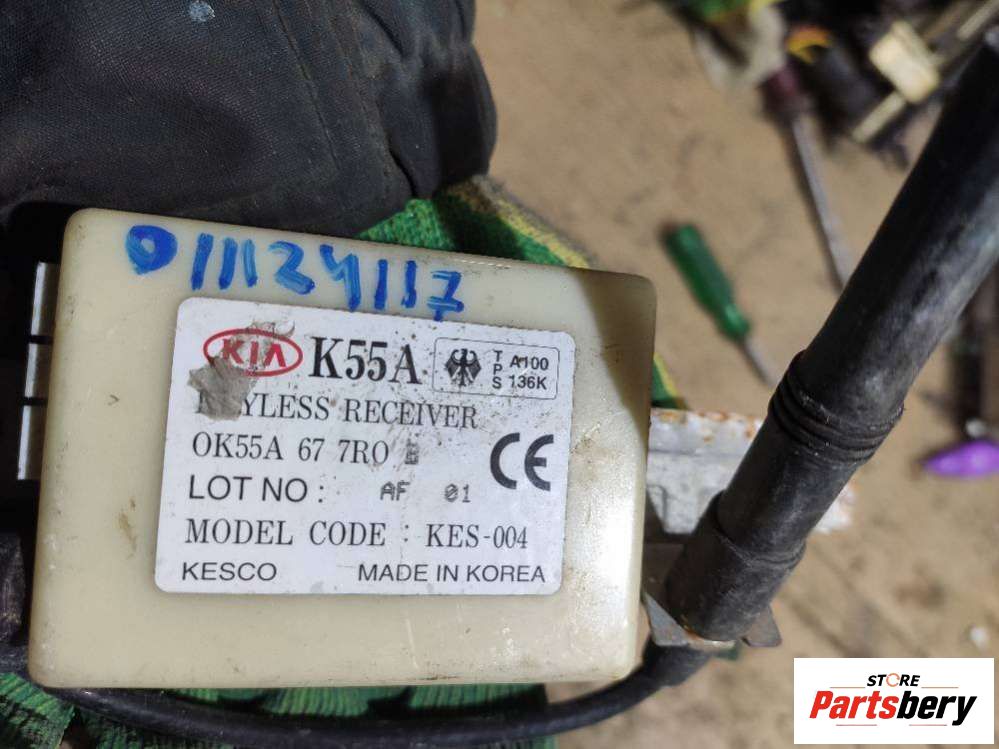 011124117
KIA K55A
T A100
P
S 136K
KEYLESS RECEIVER
OK55A 67 7RO
LOT NO : AF 01
CE
MODEL CODE : KES-004
KESCO MADE IN KOREA
STORE
Partsbery